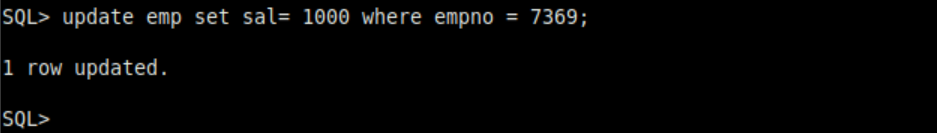 SQL> update emp set sal= 1000 where empno = 7369;
1 row updated.
SQL>